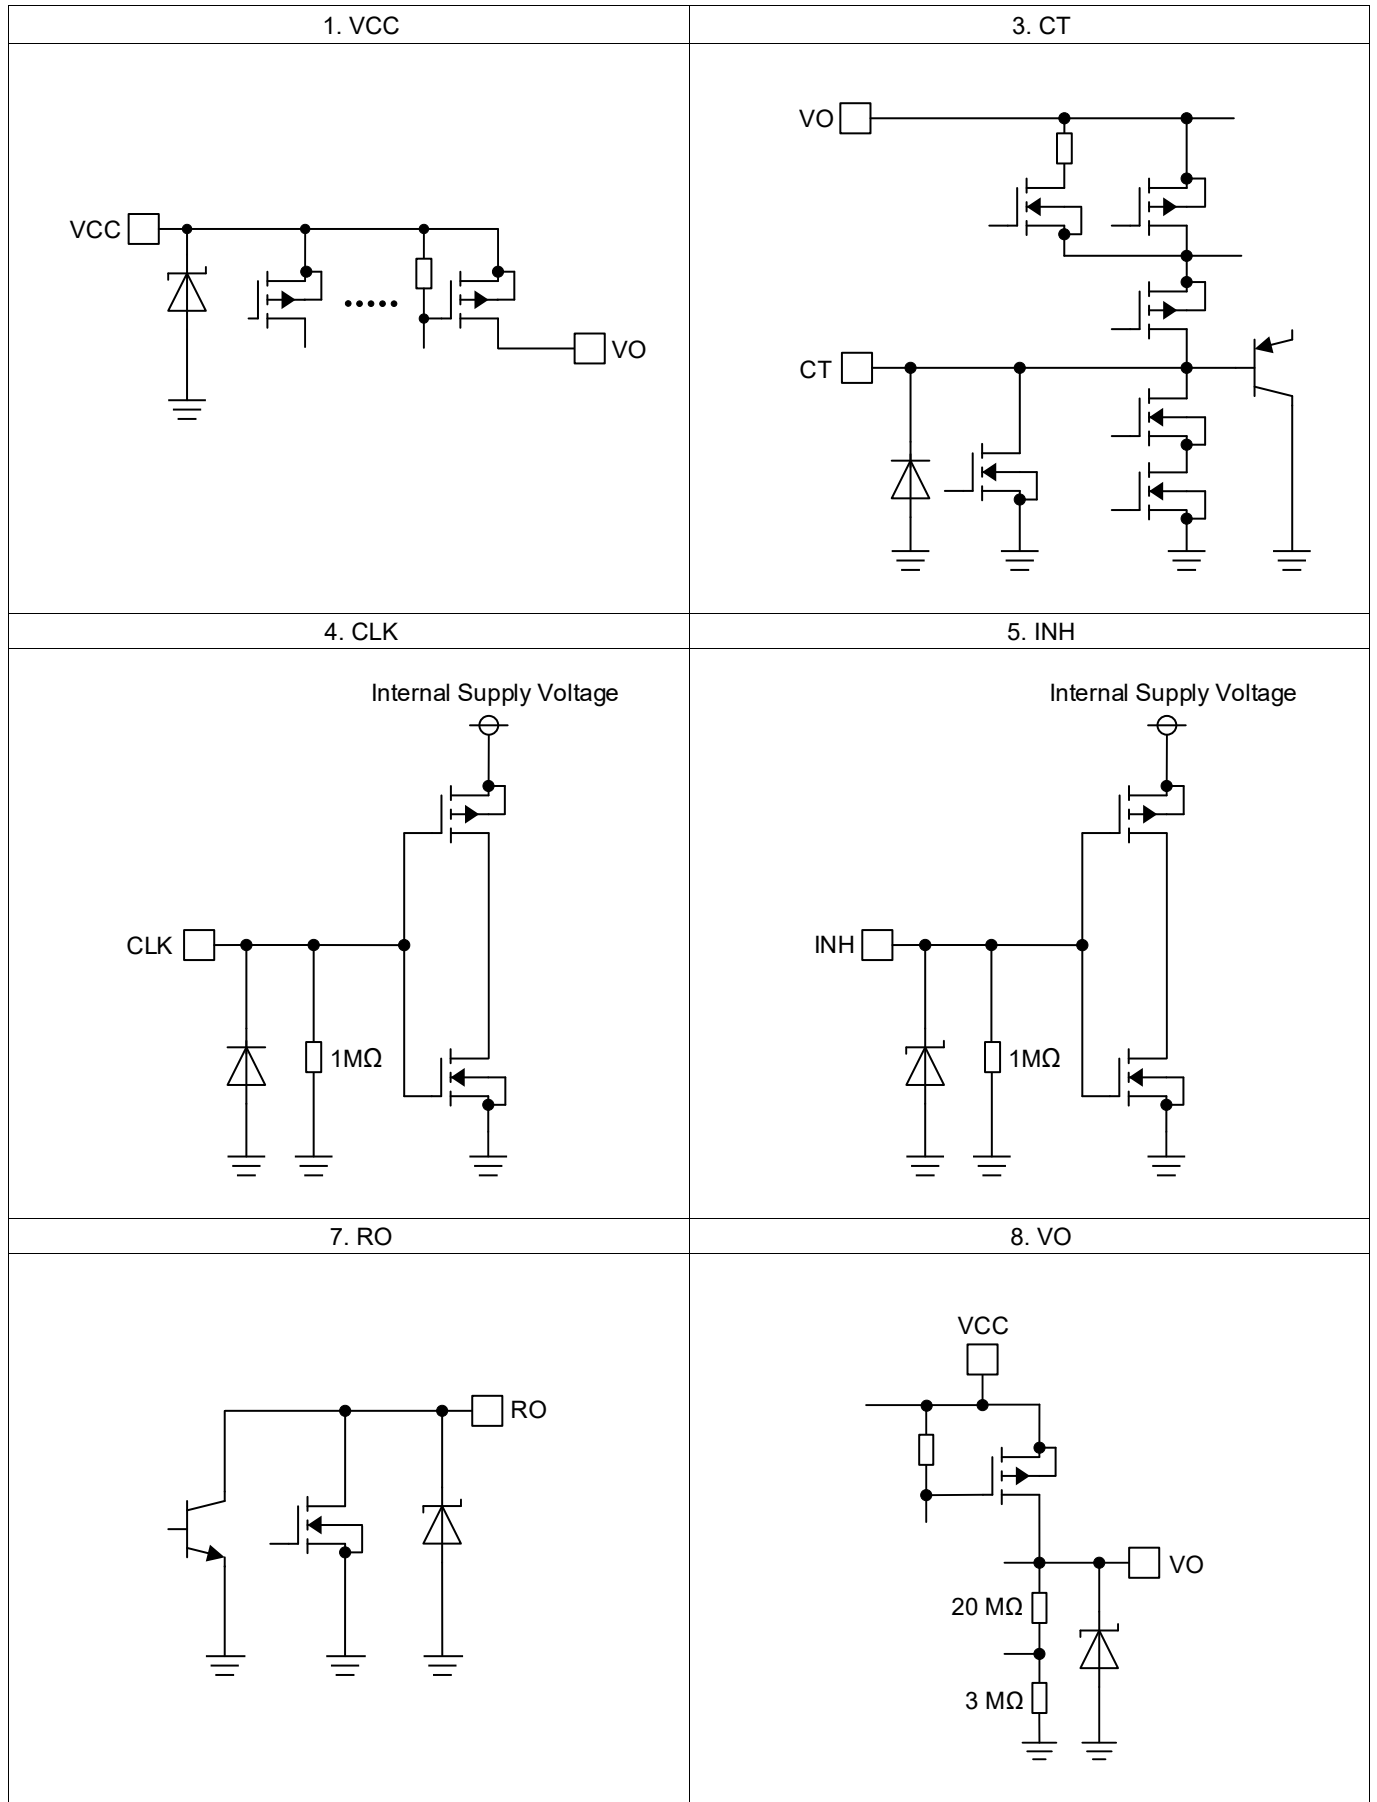 1. VCC
3. CT
VCC
VO
VO
CT
4. CLK
5. INH
Internal Supply Voltage
CLK
1MΩ
Internal Supply Voltage
INH
1MΩ
7. RO
8. VO
RO
VCC
VO
20 MΩ
3 MΩ